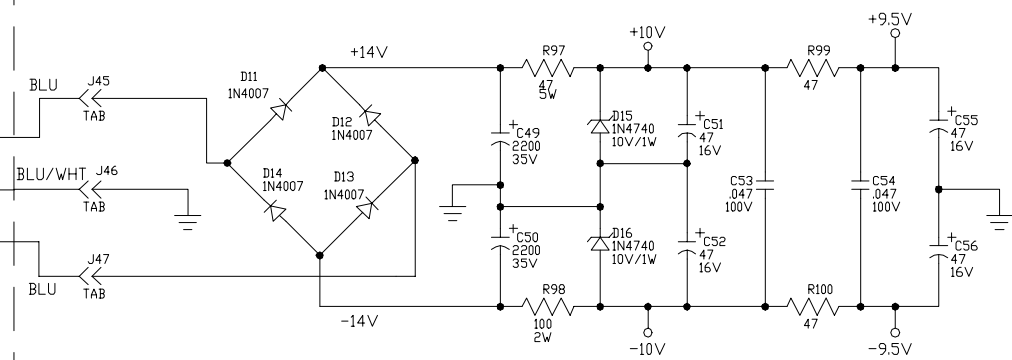 +9.5V
+10V
+14V
R97
47
5W
R99
47
BLU
J45
TAB
D11
1N4007
D12
1N4007
D15
1N4740
10V/1W
+
C49
2200
35V
+
C51
47
16V
+
C55
47
16V
BLU/WHT
J46
TAB
D14
1N4007
D13
1N4007
C53
.047
100V
C54
.047
100V
+
C50
2200
35V
D16
1N4740
10V/1W
+
C52
47
16V
+
C56
47
16V
J47
BLU
TAB
R98
100
2W
R100
47
-14V
-10V
-9.5V